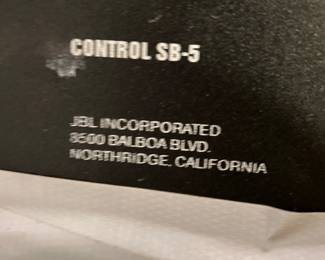 CONTROL SB-5
JBL INCORPORATED
8500 BALBOA BLVD.
NORTHRIDGE, CALIFORNIA